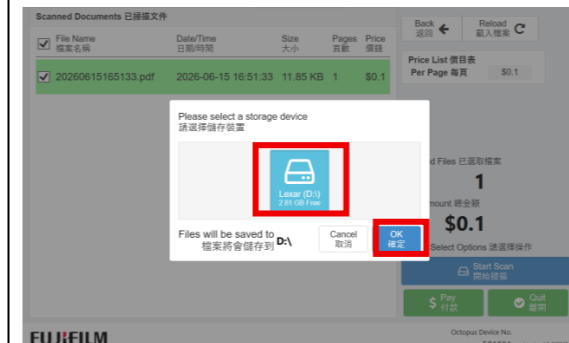 Scanned Documents 已掃描文件
Back
返回
Reload
載入檔案
File Name
檔案名稱
Date/Time
日期/時間
Size
大小
Pages
頁數
Price
價錢
Price List 價目表
Per Page 每頁 $0.1
20260615165133.pdf 2026-06-15 16:51:33 11.85 KB 1 $0.1
Please select a storage device
請選擇儲存裝置
Lexar (D:\)
2.81 GB Free
Files will be saved to D:\
檔案將會儲存到
Cancel
取消
OK
確定
d Files 已選取檔案
1
mount 總金額
$0.1
Select Options 請選擇操作
Start Scan
開始掃描
$ Pay
付款
Quit
離開
FUJIFILM
Octopus Device No.